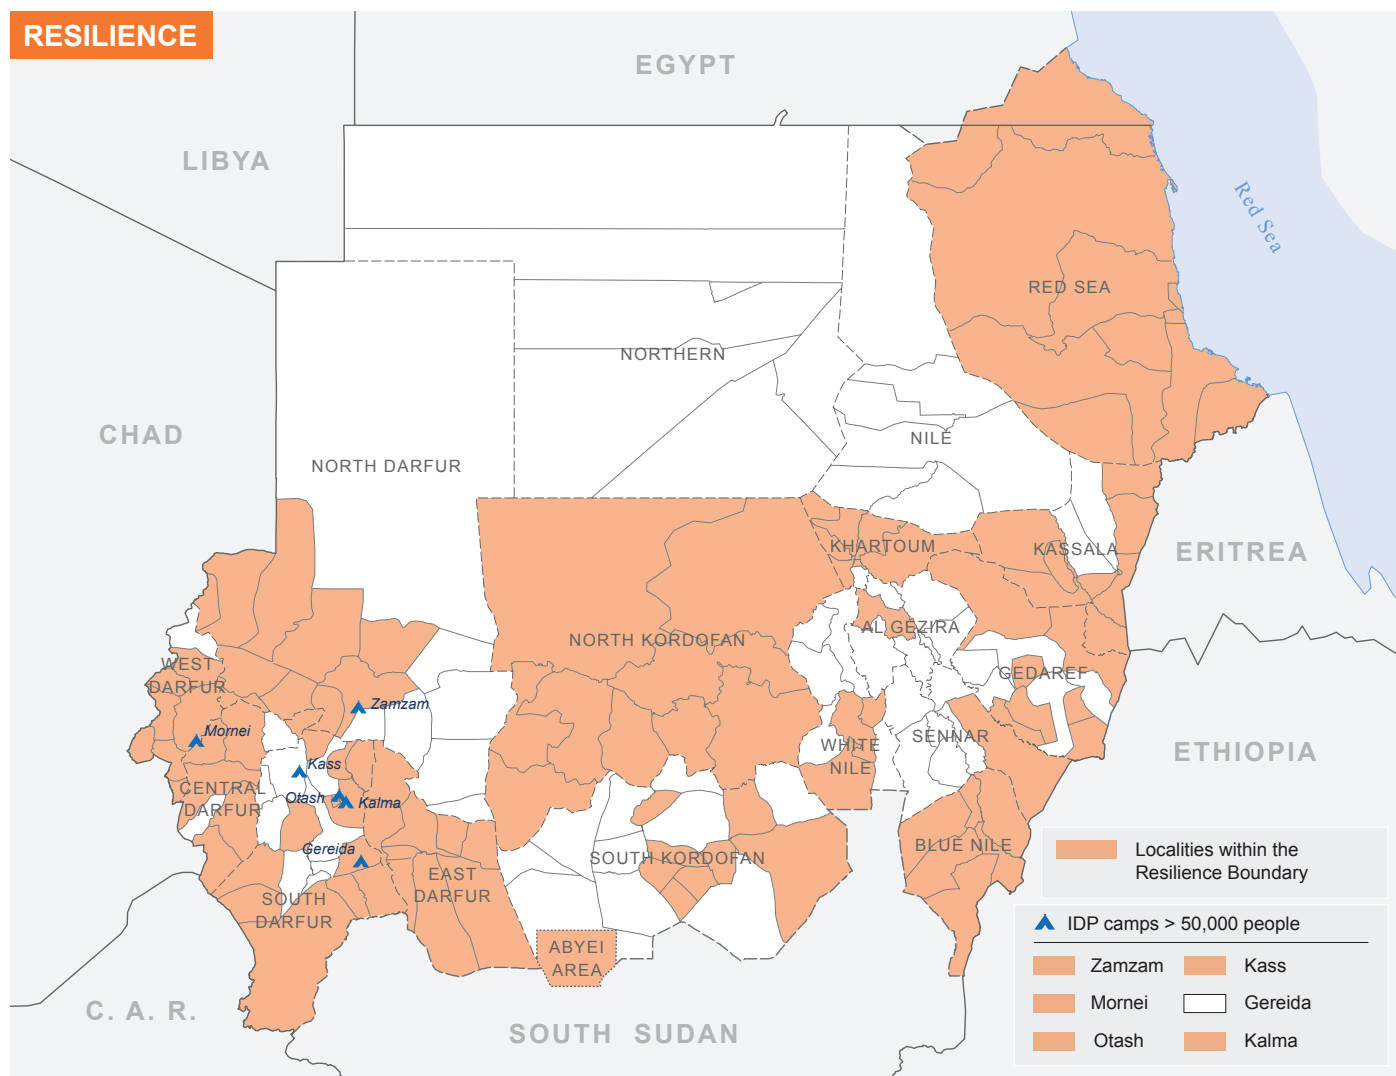 RESILIENCE
EGYPT
LIBYA
Red Sea
RED SEA
NORTHERN
CHAD
NILE
NORTH DARFUR
KHARTOUM
KASSALA
ERITREA
AL GEZIRA
NORTH KORDOFAN
WEST
DARFUR
GEDAREF
Zamzam
Mornei
SENNAR
WHITE
NILE
ETHIOPIA
Kass
CENTRAL
DARFUR
Otash
Kalma
Gereida
BLUE NILE
SOUTH KORDOFAN
EAST
DARFUR
SOUTH
DARFUR
ABYEI
AREA
C. A. R.
SOUTH SUDAN
Localities within the
Resilience Boundary
IDP camps > 50,000 people
Zamzam
Kass
Mornei
Gereida
Otash
Kalma